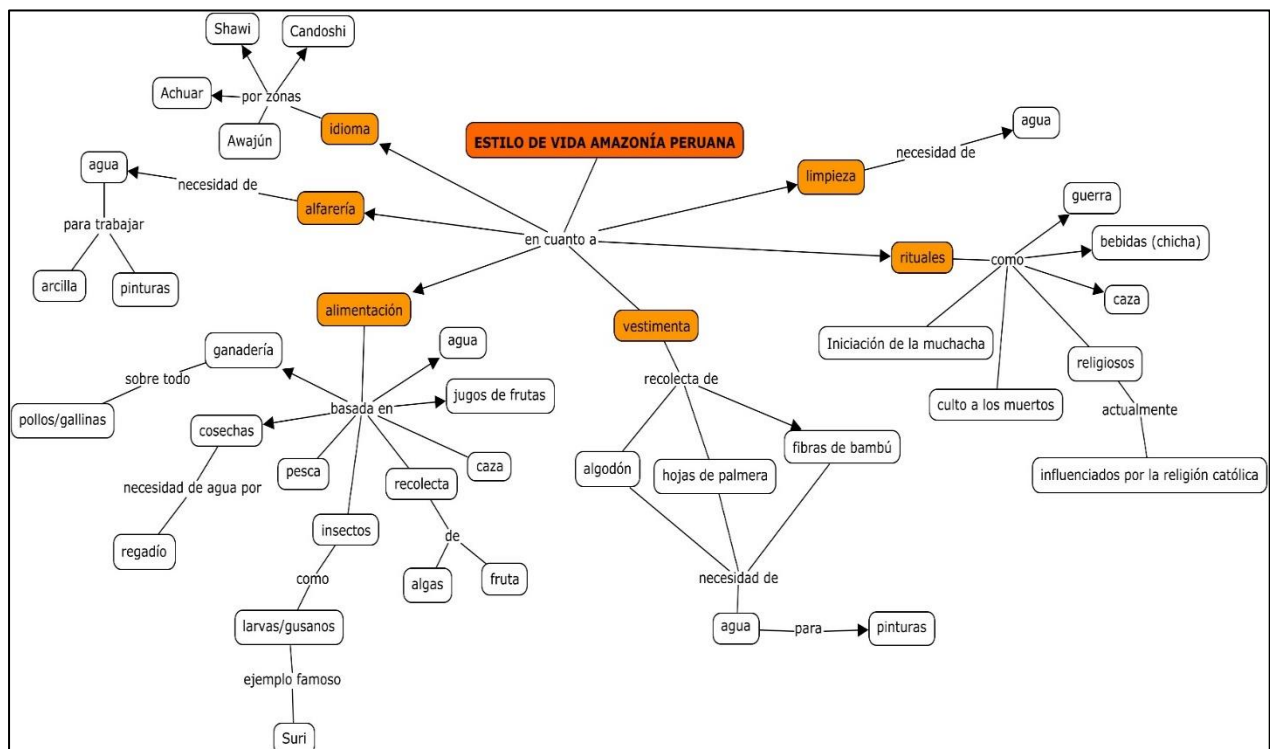 Shawi
Candoshi
Achuar
por zonas
Awajún
idioma
ESTILO DE VIDA AMAZONÍA PERUANA
agua
necesidad de
limpieza
agua
necesidad de
alfarería
para trabajar
arcilla
pinturas
en cuanto a
guerra
bebidas (chicha)
rituales
como
caza
Iniciación de la muchacha
culto a los muertos
religiosos
actualmente
influenciados por la religión católica
alimentación
ganadería
agua
sobre todo
pollos/gallinas
basada en
jugos de frutas
cosechas
pesca
caza
recolecta
necesidad de agua por
regadío
insectos
de
algas
fruta
como
larvas/gusanos
ejemplo famoso
Suri
vestimenta
recolecta de
algodón
hojas de palmera
fibras de bambú
necesidad de
agua
para
pinturas